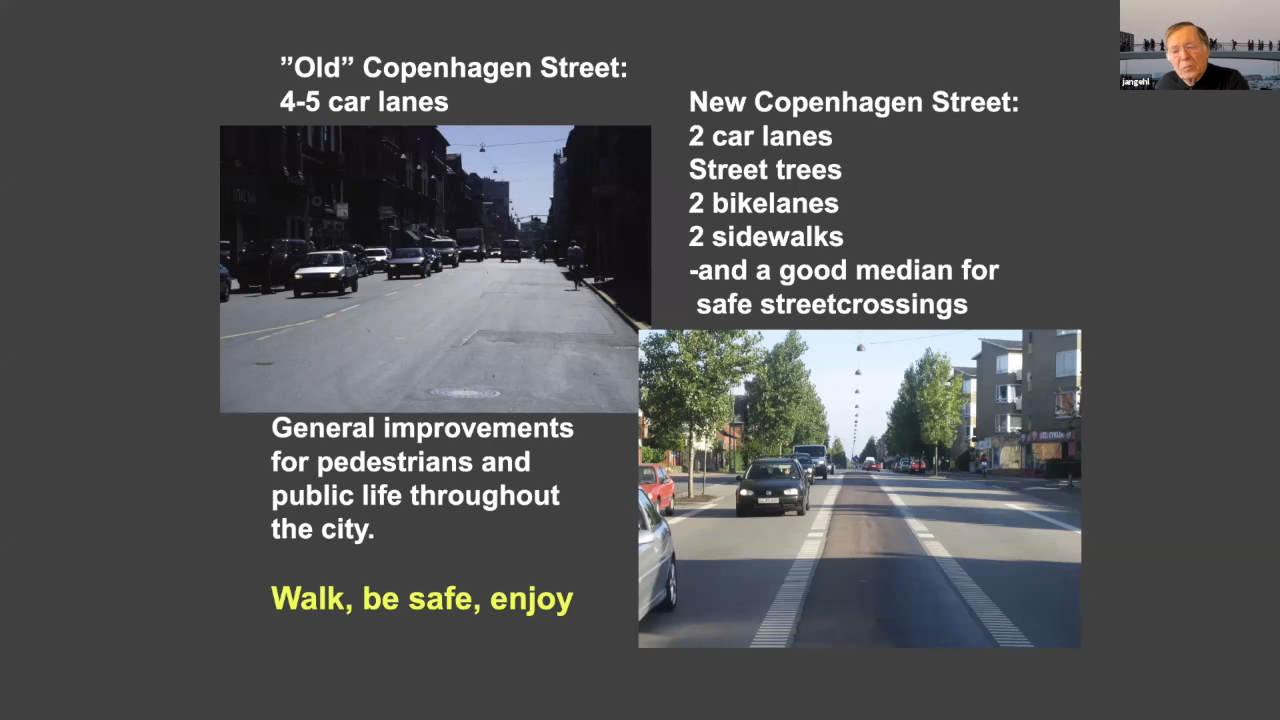 ”Old” Copenhagen Street:
4-5 car lanes
New Copenhagen Street:
2 car lanes
Street trees
2 bikelanes
2 sidewalks
-and a good median for
safe streetcrossings
General improvements
for pedestrians and
public life throughout
the city.
Walk, be safe, enjoy
jangehl